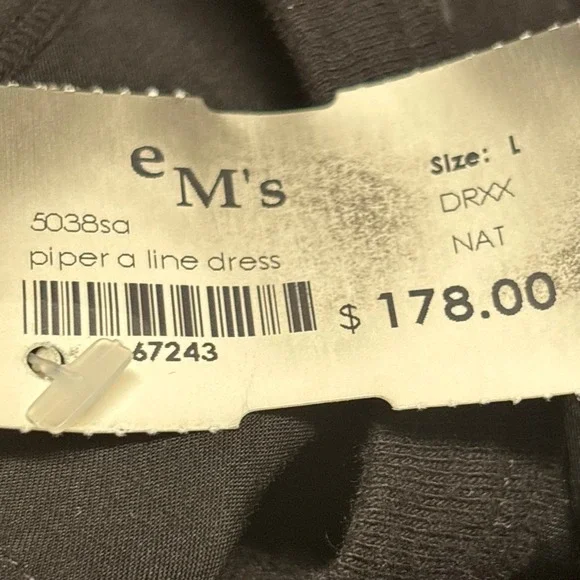 eM's
Size: L
5038sa
DRXX
piper a line dress
NAT
$ 178.00
67243